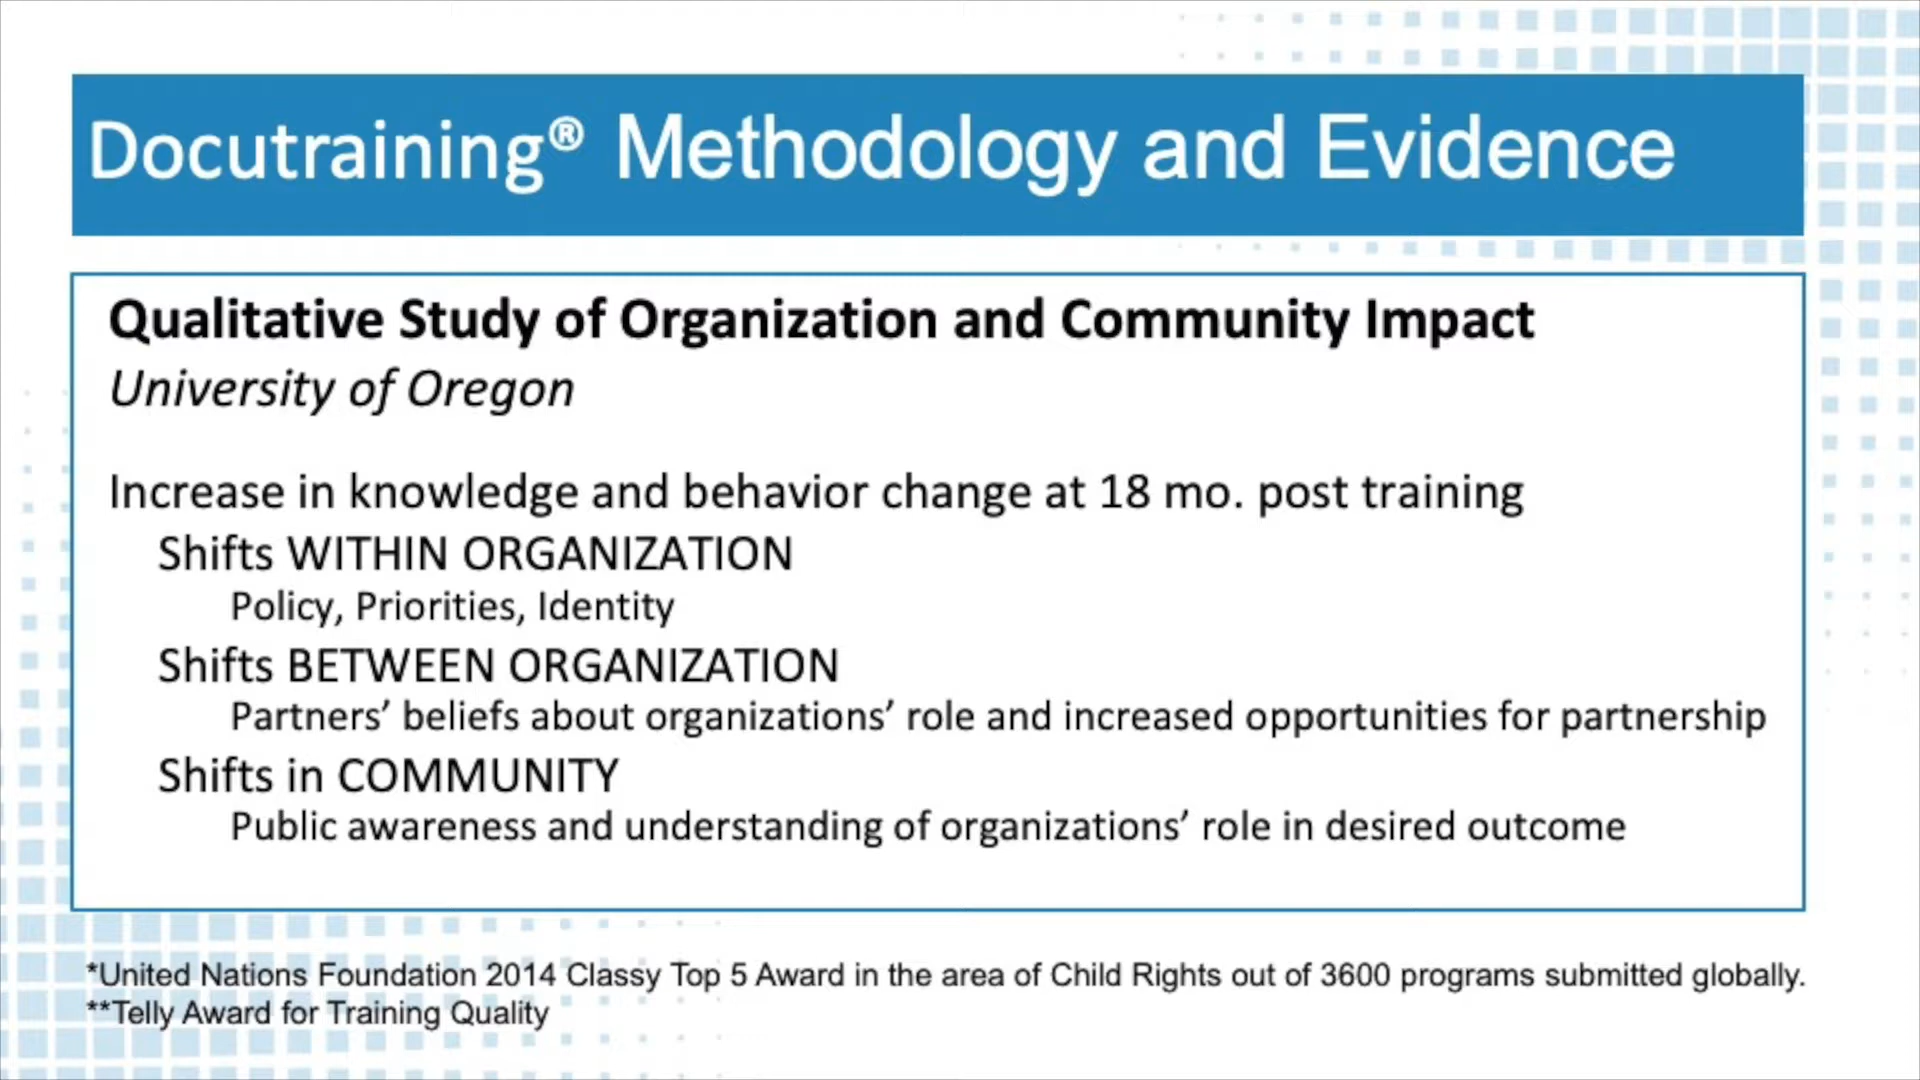 Docutraining® Methodology and Evidence
Qualitative Study of Organization and Community Impact
University of Oregon
Increase in knowledge and behavior change at 18 mo. post training
Shifts WITHIN ORGANIZATION
Policy, Priorities, Identity
Shifts BETWEEN ORGANIZATION
Partners’ beliefs about organizations’ role and increased opportunities for partnership
Shifts in COMMUNITY
Public awareness and understanding of organizations’ role in desired outcome
*United Nations Foundation 2014 Classy Top 5 Award in the area of Child Rights out of 3600 programs submitted globally.
**Telly Award for Training Quality